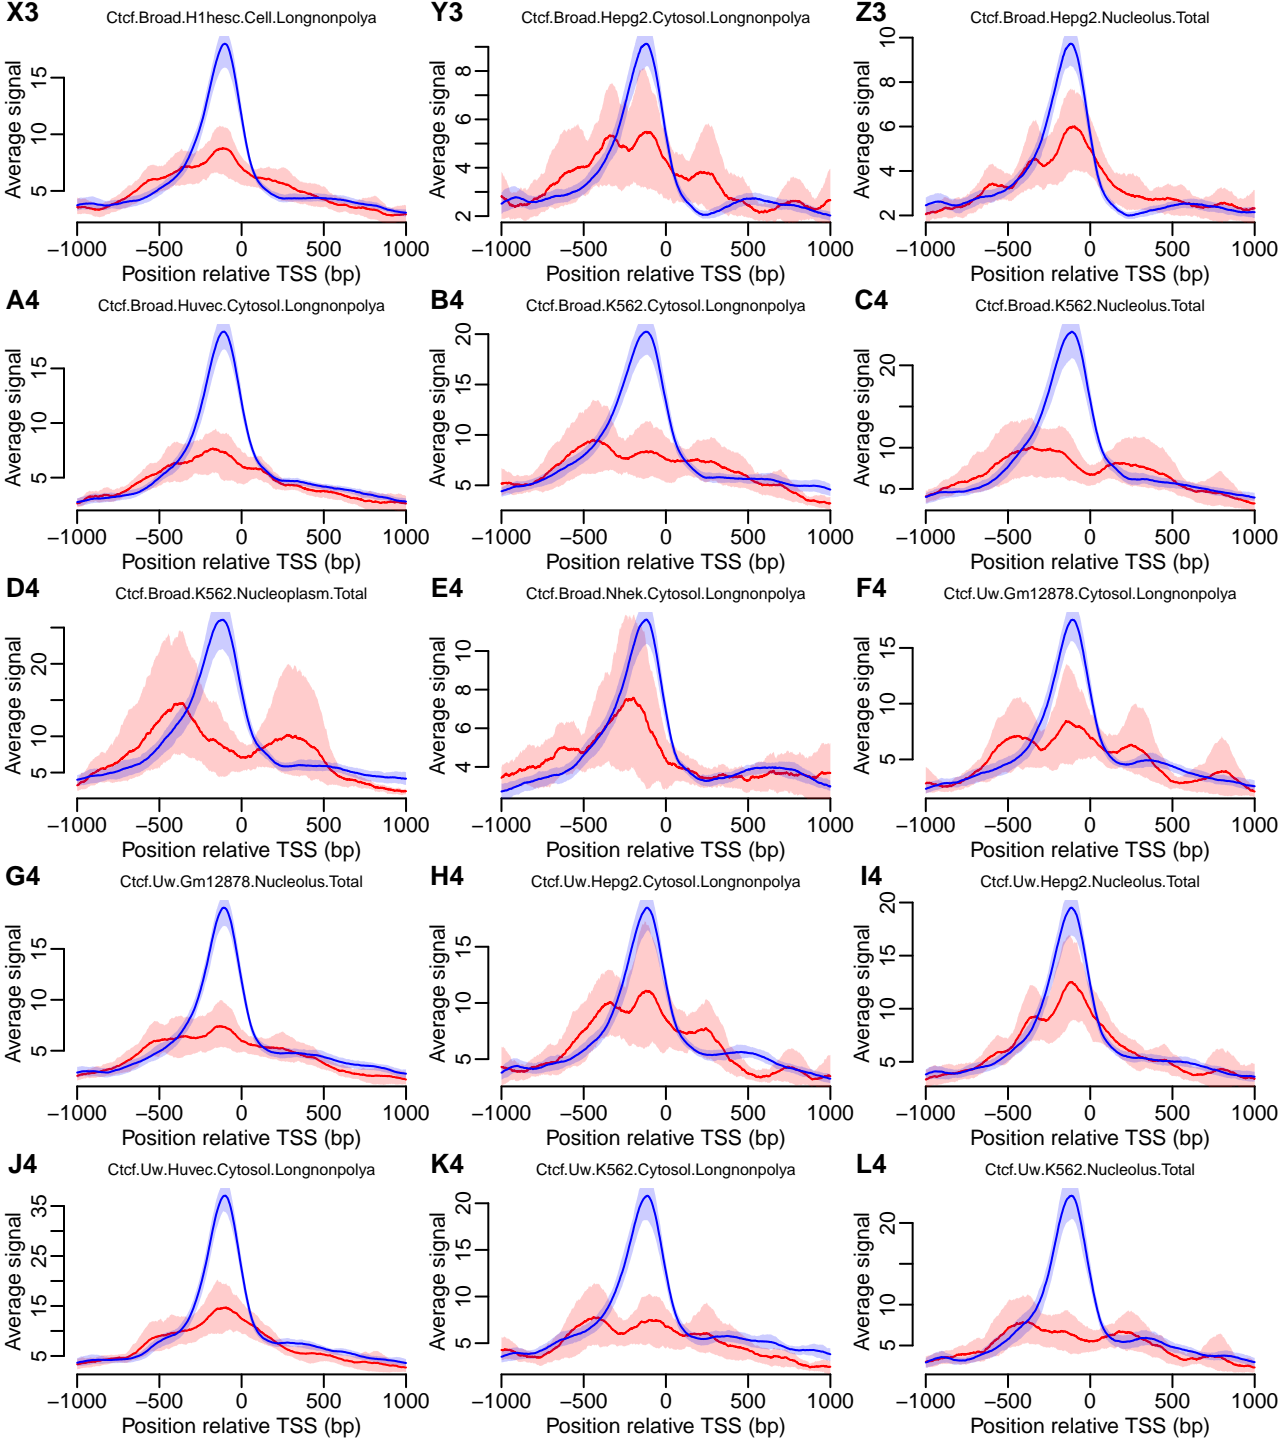 X3 Ctcf.Broad.H1hesc.Cell.Longnonpolya
Average signal
5 10 15
−1000 −500 0 500 1000
Position relative TSS (bp)
Y3 Ctcf.Broad.Hepg2.Cytosol.Longnonpolya
Average signal
2 4 6 8
−1000 −500 0 500 1000
Position relative TSS (bp)
Z3 Ctcf.Broad.Hepg2.Nucleolus.Total
Average signal
2 4 6 8 10
−1000 −500 0 500 1000
Position relative TSS (bp)
A4 Ctcf.Broad.Huvec.Cytosol.Longnonpolya
Average signal
5 10 15
−1000 −500 0 500 1000
Position relative TSS (bp)
B4 Ctcf.Broad.K562.Cytosol.Longnonpolya
Average signal
5 10 15 20
−1000 −500 0 500 1000
Position relative TSS (bp)
C4 Ctcf.Broad.K562.Nucleolus.Total
Average signal
5 10 20
−1000 −500 0 500 1000
Position relative TSS (bp)
D4 Ctcf.Broad.K562.Nucleoplasm.Total
Average signal
5 10 20
−1000 −500 0 500 1000
Position relative TSS (bp)
E4 Ctcf.Broad.Nhek.Cytosol.Longnonpolya
Average signal
4 6 8 10
−1000 −500 0 500 1000
Position relative TSS (bp)
F4 Ctcf.Uw.Gm12878.Cytosol.Longnonpolya
Average signal
5 10 15
−1000 −500 0 500 1000
Position relative TSS (bp)
G4 Ctcf.Uw.Gm12878.Nucleolus.Total
Average signal
5 10 15
−1000 −500 0 500 1000
Position relative TSS (bp)
H4 Ctcf.Uw.Hepg2.Cytosol.Longnonpolya
Average signal
5 10 15
−1000 −500 0 500 1000
Position relative TSS (bp)
I4 Ctcf.Uw.Hepg2.Nucleolus.Total
Average signal
5 10 15 20
−1000 −500 0 500 1000
Position relative TSS (bp)
J4 Ctcf.Uw.Huvec.Cytosol.Longnonpolya
Average signal
5 15 25 35
−1000 −500 0 500 1000
Position relative TSS (bp)
K4 Ctcf.Uw.K562.Cytosol.Longnonpolya
Average signal
5 10 15 20
−1000 −500 0 500 1000
Position relative TSS (bp)
L4 Ctcf.Uw.K562.Nucleolus.Total
Average signal
5 10 20
−1000 −500 0 500 1000
Position relative TSS (bp)